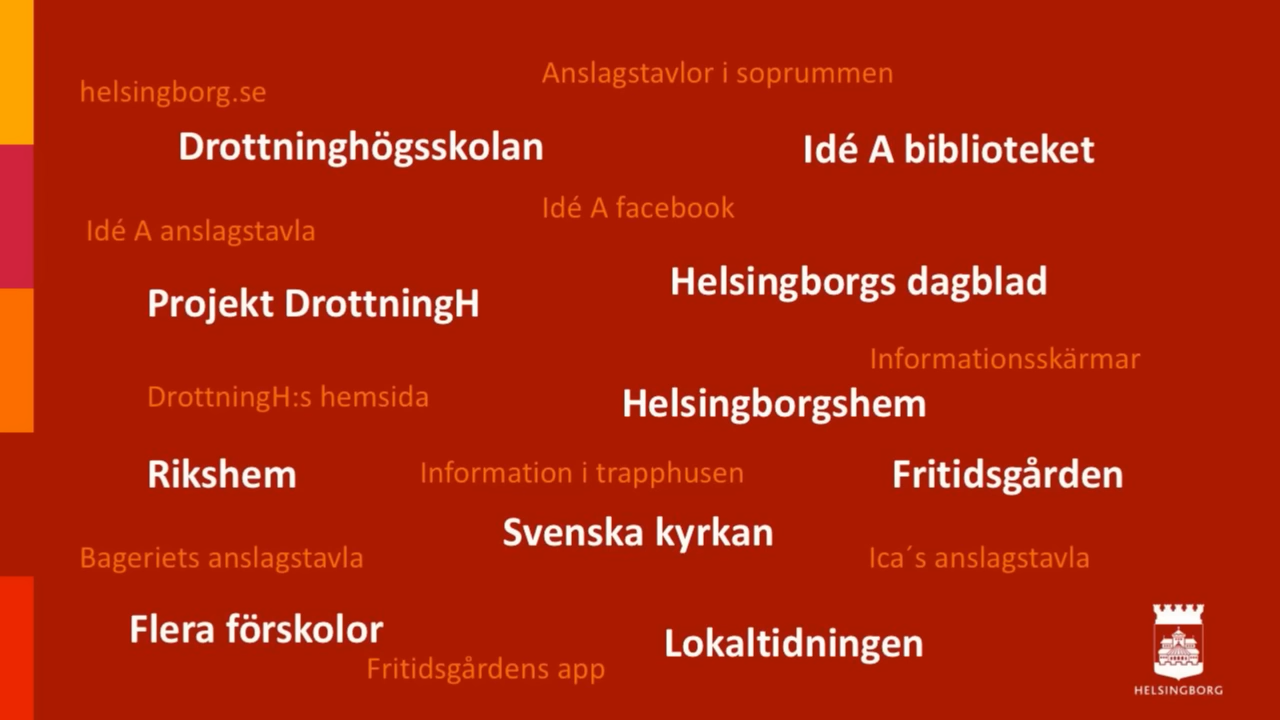 Anslagstavlor i soprummen
helsingborg.se
Drottninghögsskolan
Idé A biblioteket
Idé A facebook
Idé A anslagstavla
Helsingborgs dagblad
Projekt DrottningH
Informationsskärmar
DrottningH:s hemsida
Helsingborgshem
Rikshem
Information i trapphusen
Fritidsgården
Svenska kyrkan
Bageriets anslagstavla
Ica´s anslagstavla
Flera förskolor
Lokaltidningen
Fritidsgårdens app
HELSINGBORG